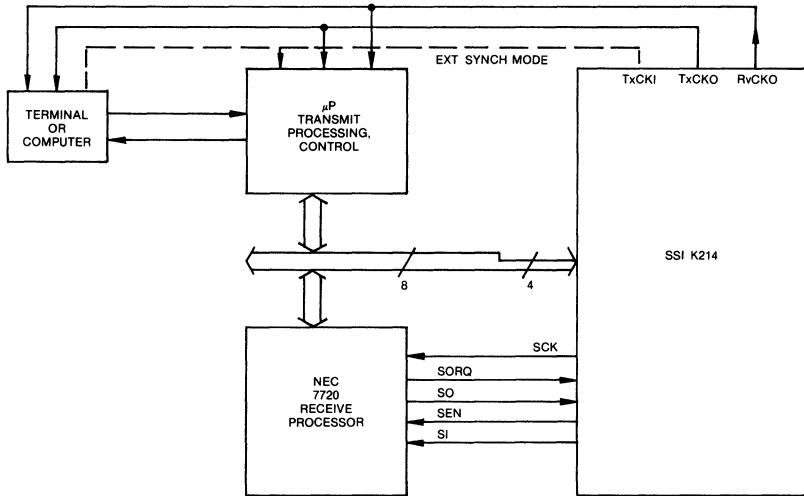 EXT SYNCH MODE
TxCKI TxCKO RvCKO
TERMINAL
OR
COMPUTER
μP
TRANSMIT
PROCESSING,
CONTROL
SSI K214
8
4
NEC
7720
RECEIVE
PROCESSOR
SCK
SORQ
SO
SEN
SI